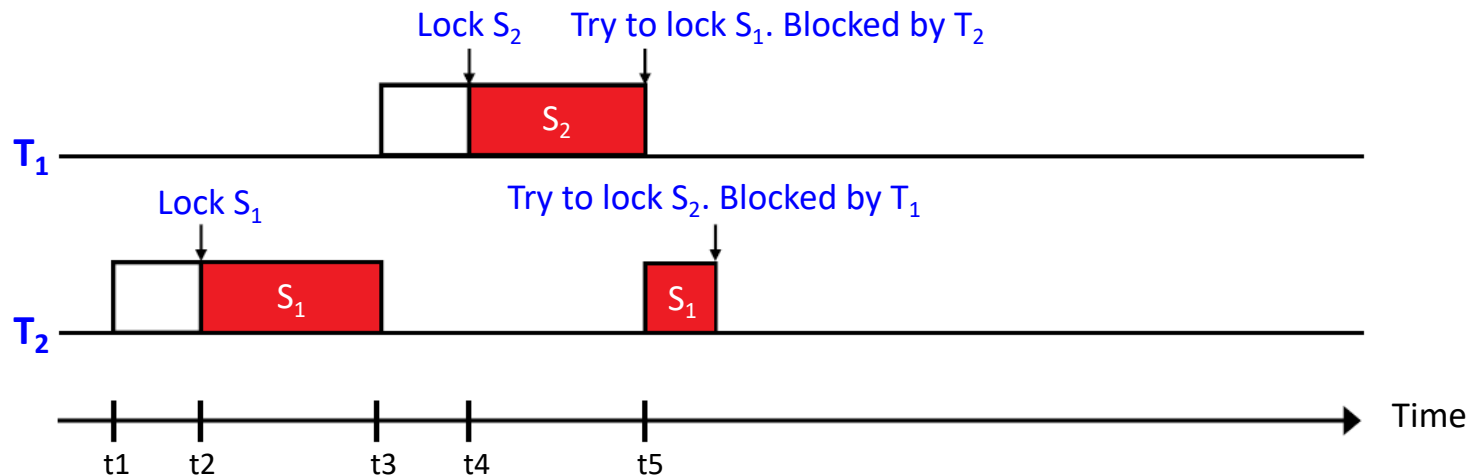 Lock S₂ Try to lock S₁. Blocked by T₂
S₂
T₁
Lock S₁ Try to lock S₂. Blocked by T₁
S₁ S₁
T₂
Time
t1 t2 t3 t4 t5